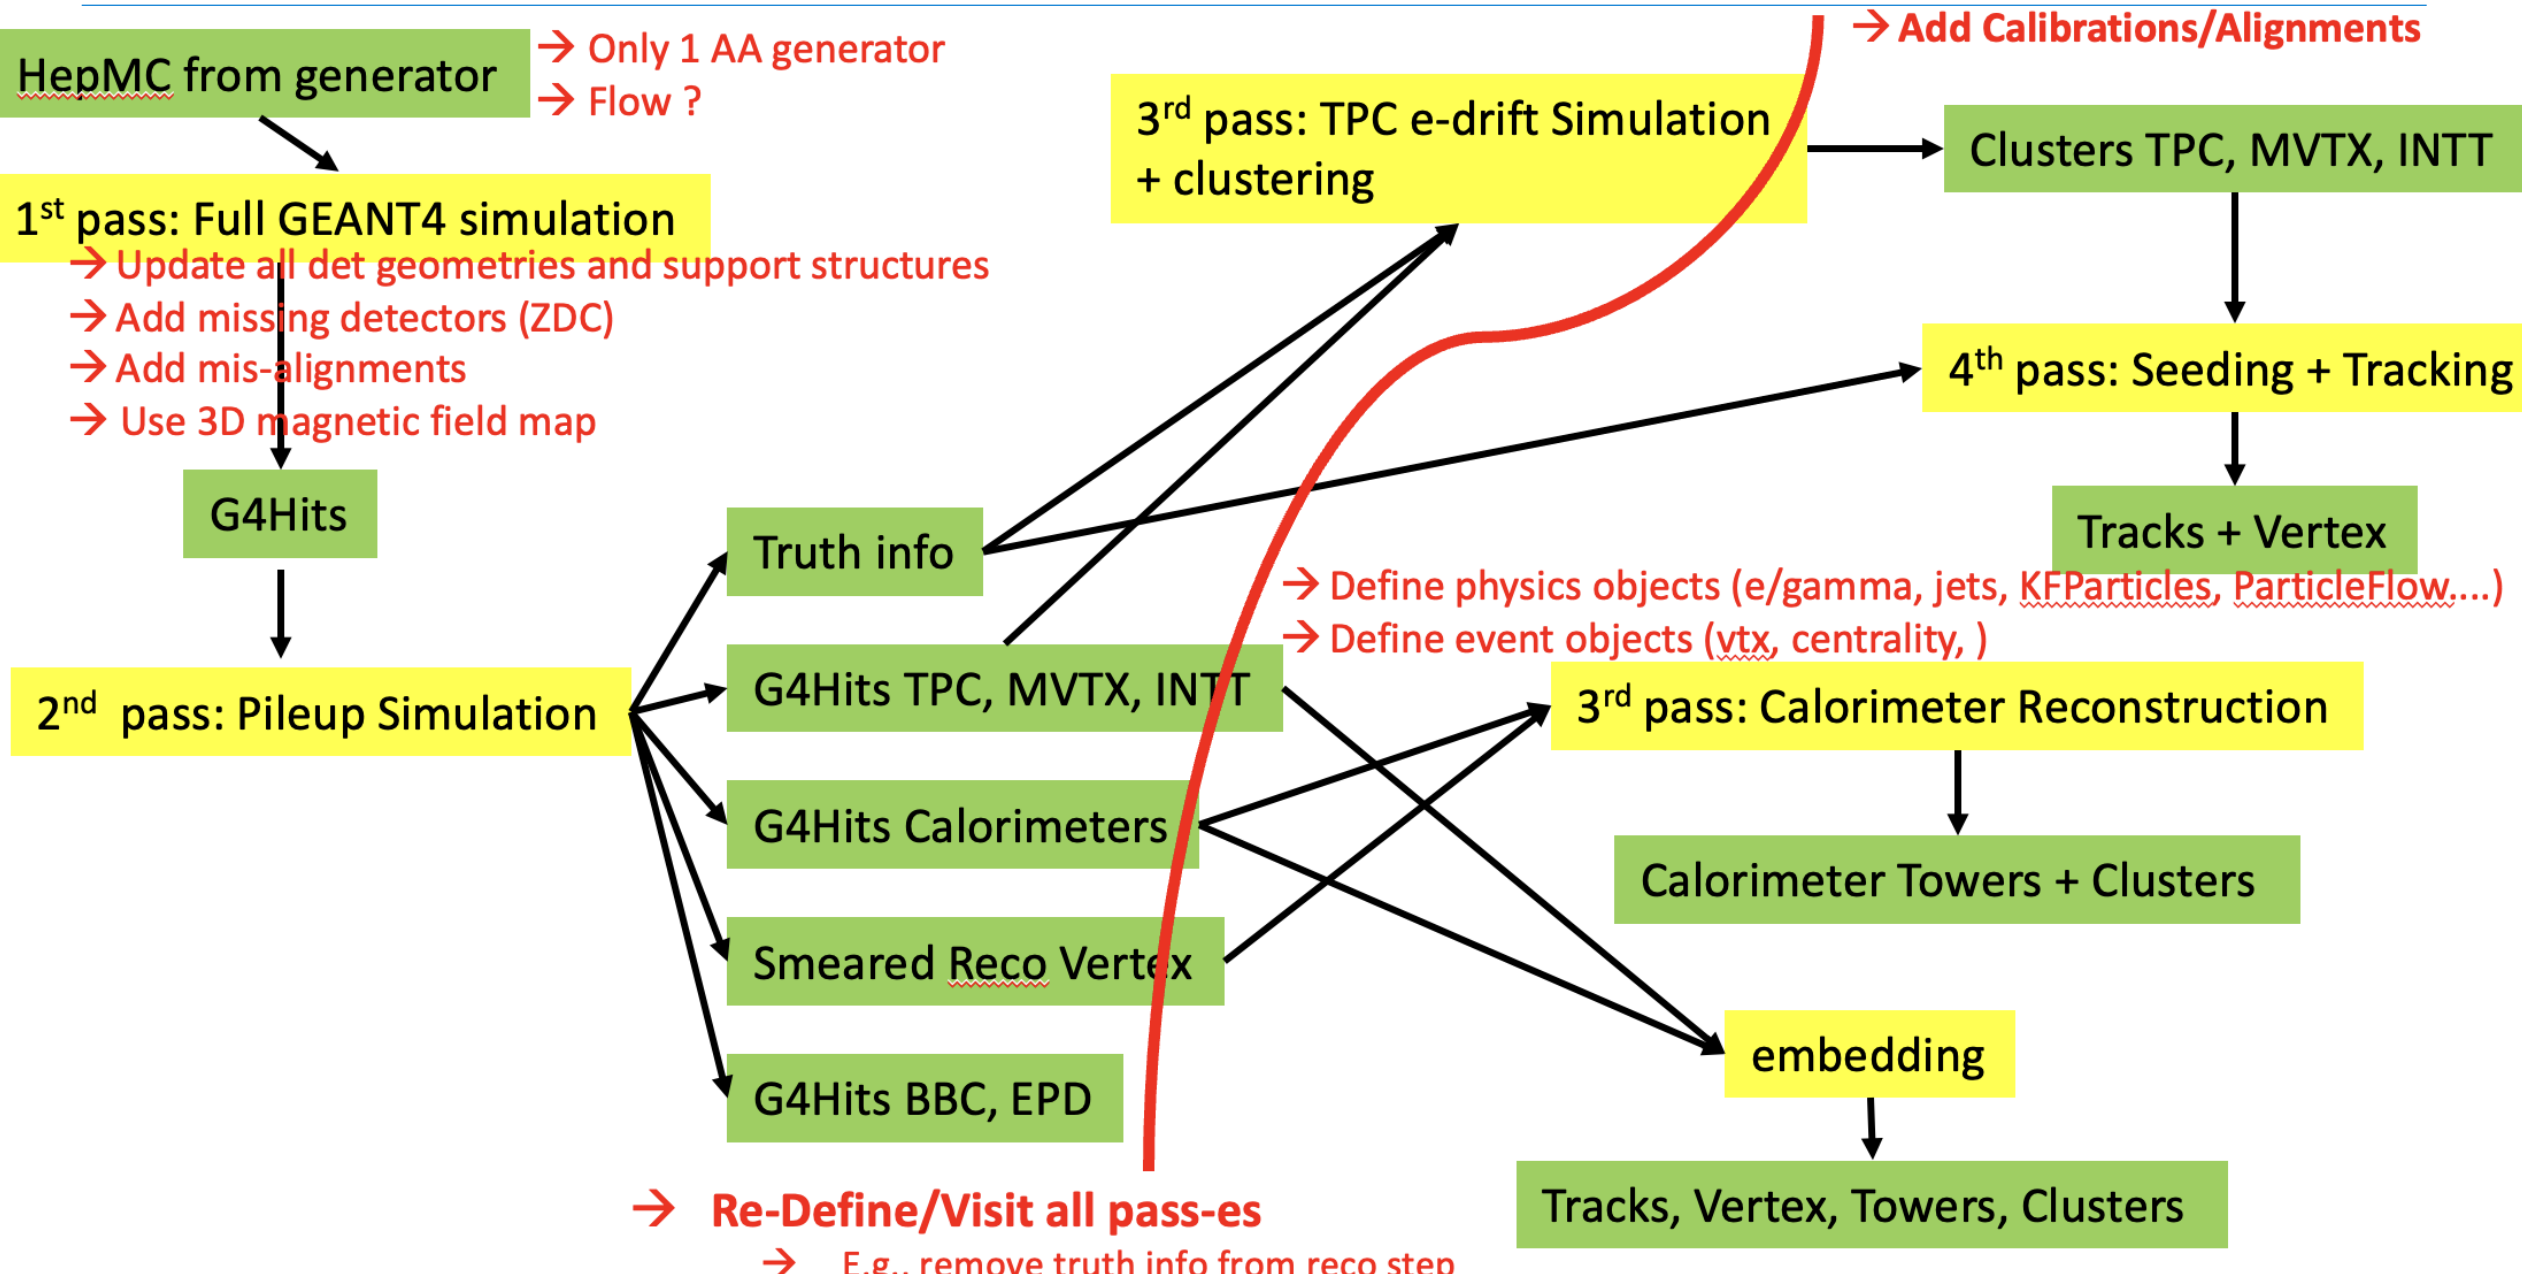 HepMC from generator
→ Only 1 AA generator
→ Flow ?
1st pass: Full GEANT4 simulation
→ Update all det geometries and support structures
→ Add missing detectors (ZDC)
→ Add mis-alignments
→ Use 3D magnetic field map
G4Hits
2nd pass: Pileup Simulation
Truth info
G4Hits TPC, MVTX, INTT
G4Hits Calorimeters
Smeared Reco Vertex
G4Hits BBC, EPD
→ Re-Define/Visit all pass-es
→ E.g., remove truth info from reco step
3rd pass: TPC e-drift Simulation
+ clustering
→ Add Calibrations/Alignments
Clusters TPC, MVTX, INTT
4th pass: Seeding + Tracking
Tracks + Vertex
→ Define physics objects (e/gamma, jets, KFParticles, ParticleFlow....)
→ Define event objects (vtx, centrality, )
3rd pass: Calorimeter Reconstruction
Calorimeter Towers + Clusters
embedding
Tracks, Vertex, Towers, Clusters